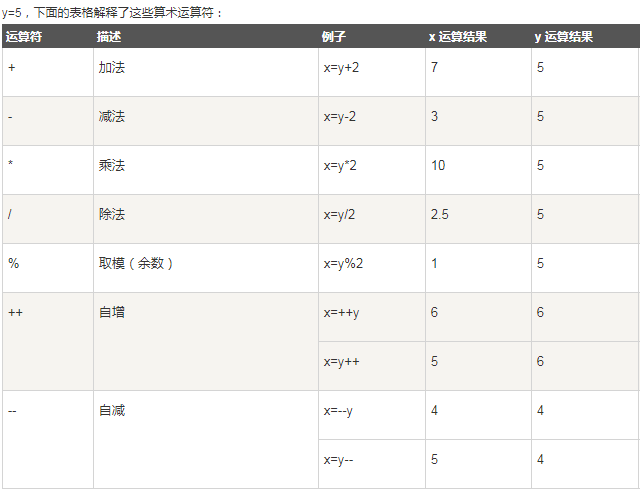 y=5，下面的表格解释了这些算术运算符：
运算符 描述 例子 x 运算结果 y 运算结果
+ 加法 x=y+2 7 5
- 减法 x=y-2 3 5
* 乘法 x=y*2 10 5
/ 除法 x=y/2 2.5 5
% 取模（余数） x=y%2 1 5
++ 自增 x=++y 6 6
x=y++ 5 6
-- 自减 x=--y 4 4
x=y-- 5 4